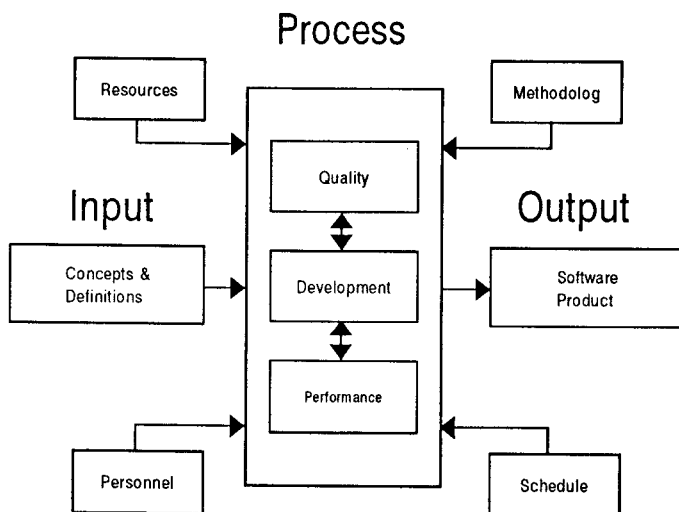 Process
Resources
Methodolog
Quality
Input
Output
Concepts &
Definitions
Development
Software
Product
Performance
Personnel
Schedule